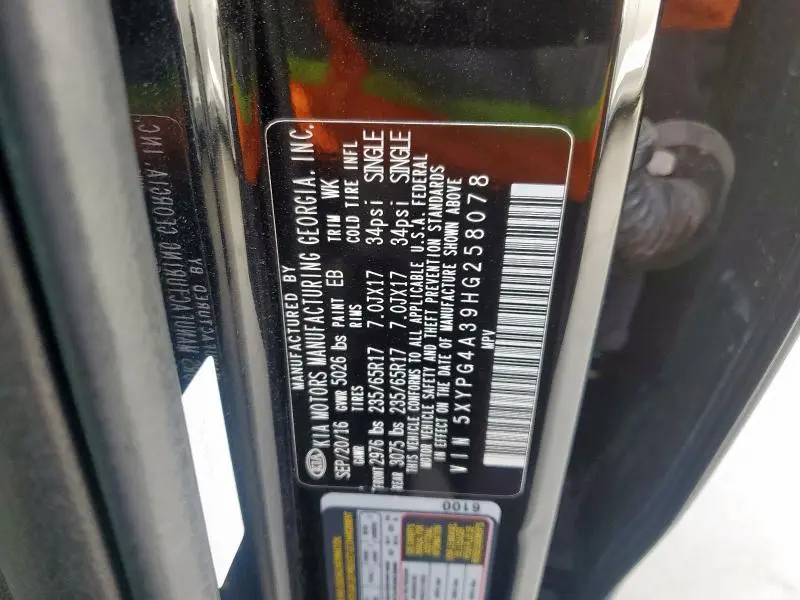 MANUFACTURED BY
KIA KIA MOTORS MANUFACTURING GEORGIA, INC.
SEP/20/16 GVWR 5026 lbs PAINT EB TRIM WK
GAWR TIRES RIMS COLD TIRE INFL
FRONT 2976 lbs 235/65R17 7.0JX17 34psi SINGLE
REAR 3075 lbs 235/65R17 7.0JX17 34psi SINGLE
THIS VEHICLE CONFORMS TO ALL APPLICABLE U.S.A. FEDERAL
MOTOR VEHICLE SAFETY AND THEFT PREVENTION STANDARDS
IN EFFECT ON THE DATE OF MANUFACTURE SHOWN ABOVE
VIN 5XYPG4A39HG258078
MPV
6100